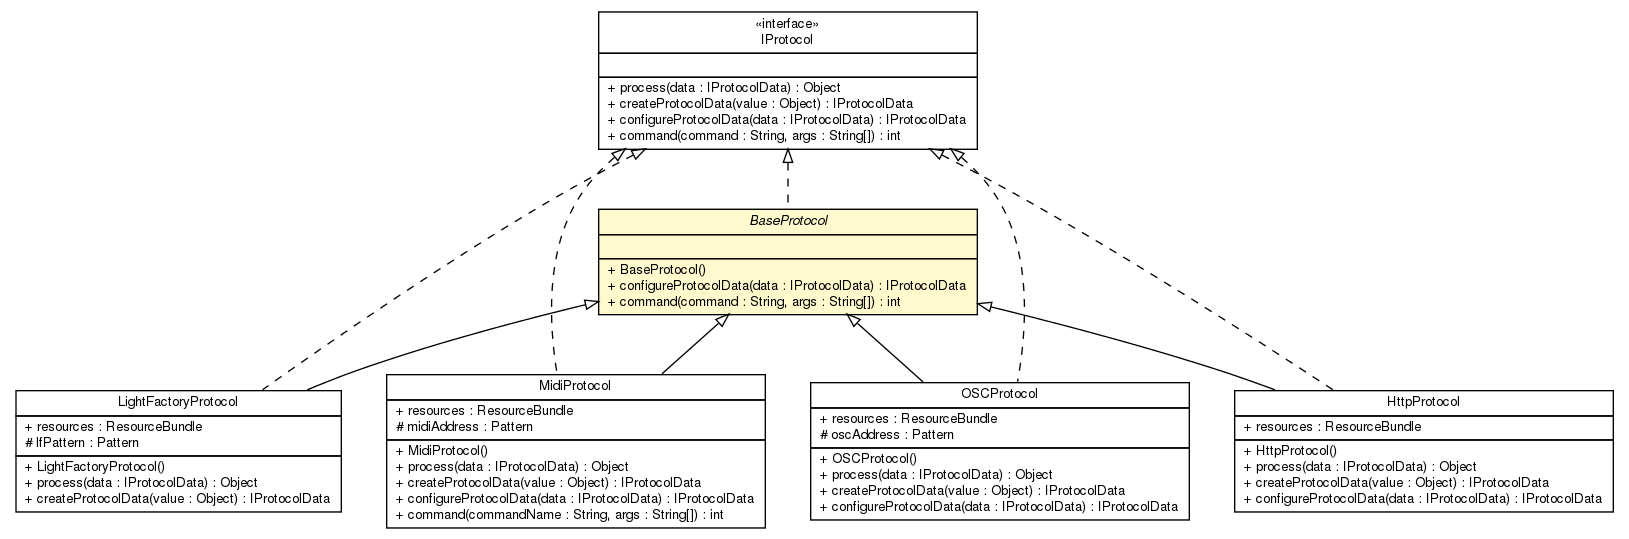 «interface»
IProtocol
+ process(data : IProtocolData) : Object
+ createProtocolData(value : Object) : IProtocolData
+ configureProtocolData(data : IProtocolData) : IProtocolData
+ command(command : String, args : String[]) : int
BaseProtocol
+ BaseProtocol()
+ configureProtocolData(data : IProtocolData) : IProtocolData
+ command(command : String, args : String[]) : int
LightFactoryProtocol
+ resources : ResourceBundle
# lfPattern : Pattern
+ LightFactoryProtocol()
+ process(data : IProtocolData) : Object
+ createProtocolData(value : Object) : IProtocolData
MidiProtocol
+ resources : ResourceBundle
# midiAddress : Pattern
+ MidiProtocol()
+ process(data : IProtocolData) : Object
+ createProtocolData(value : Object) : IProtocolData
+ configureProtocolData(data : IProtocolData) : IProtocolData
+ command(commandName : String, args : String[]) : int
OSCProtocol
+ resources : ResourceBundle
# oscAddress : Pattern
+ OSCProtocol()
+ process(data : IProtocolData) : Object
+ createProtocolData(value : Object) : IProtocolData
+ configureProtocolData(data : IProtocolData) : IProtocolData
HttpProtocol
+ resources : ResourceBundle
+ HttpProtocol()
+ process(data : IProtocolData) : Object
+ createProtocolData(value : Object) : IProtocolData
+ configureProtocolData(data : IProtocolData) : IProtocolData